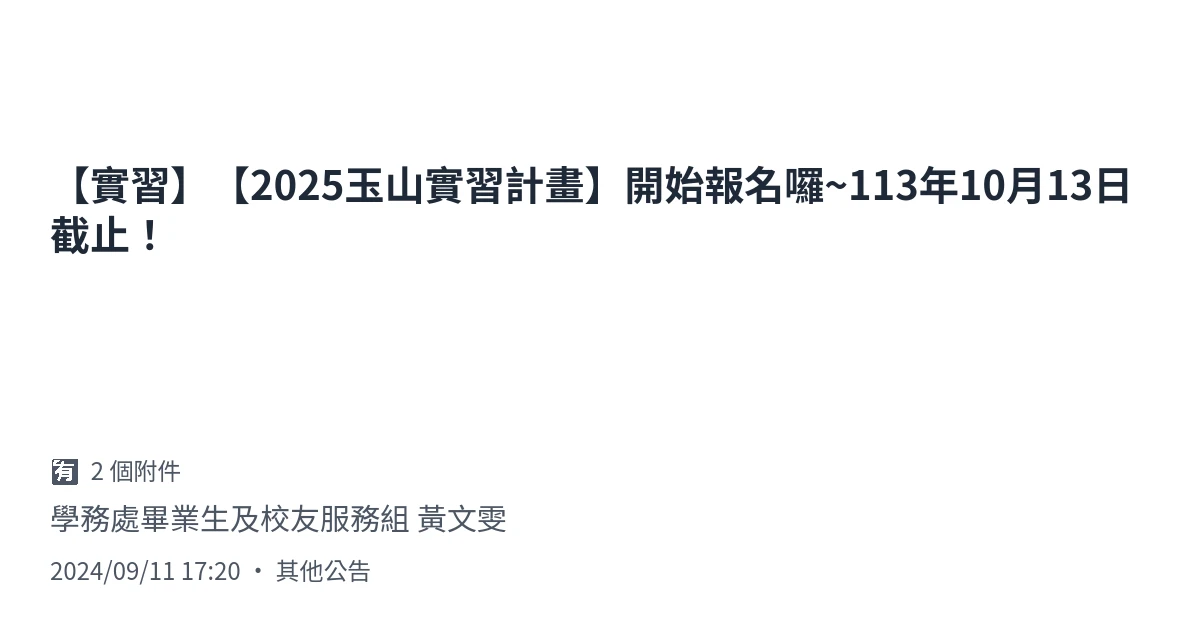 【實習】【2025玉山實習計畫】開始報名囉~113年10月13日
截止！
有 2 個附件
學務處畢業生及校友服務組 黃文雯
2024/09/11 17:20 ・ 其他公告